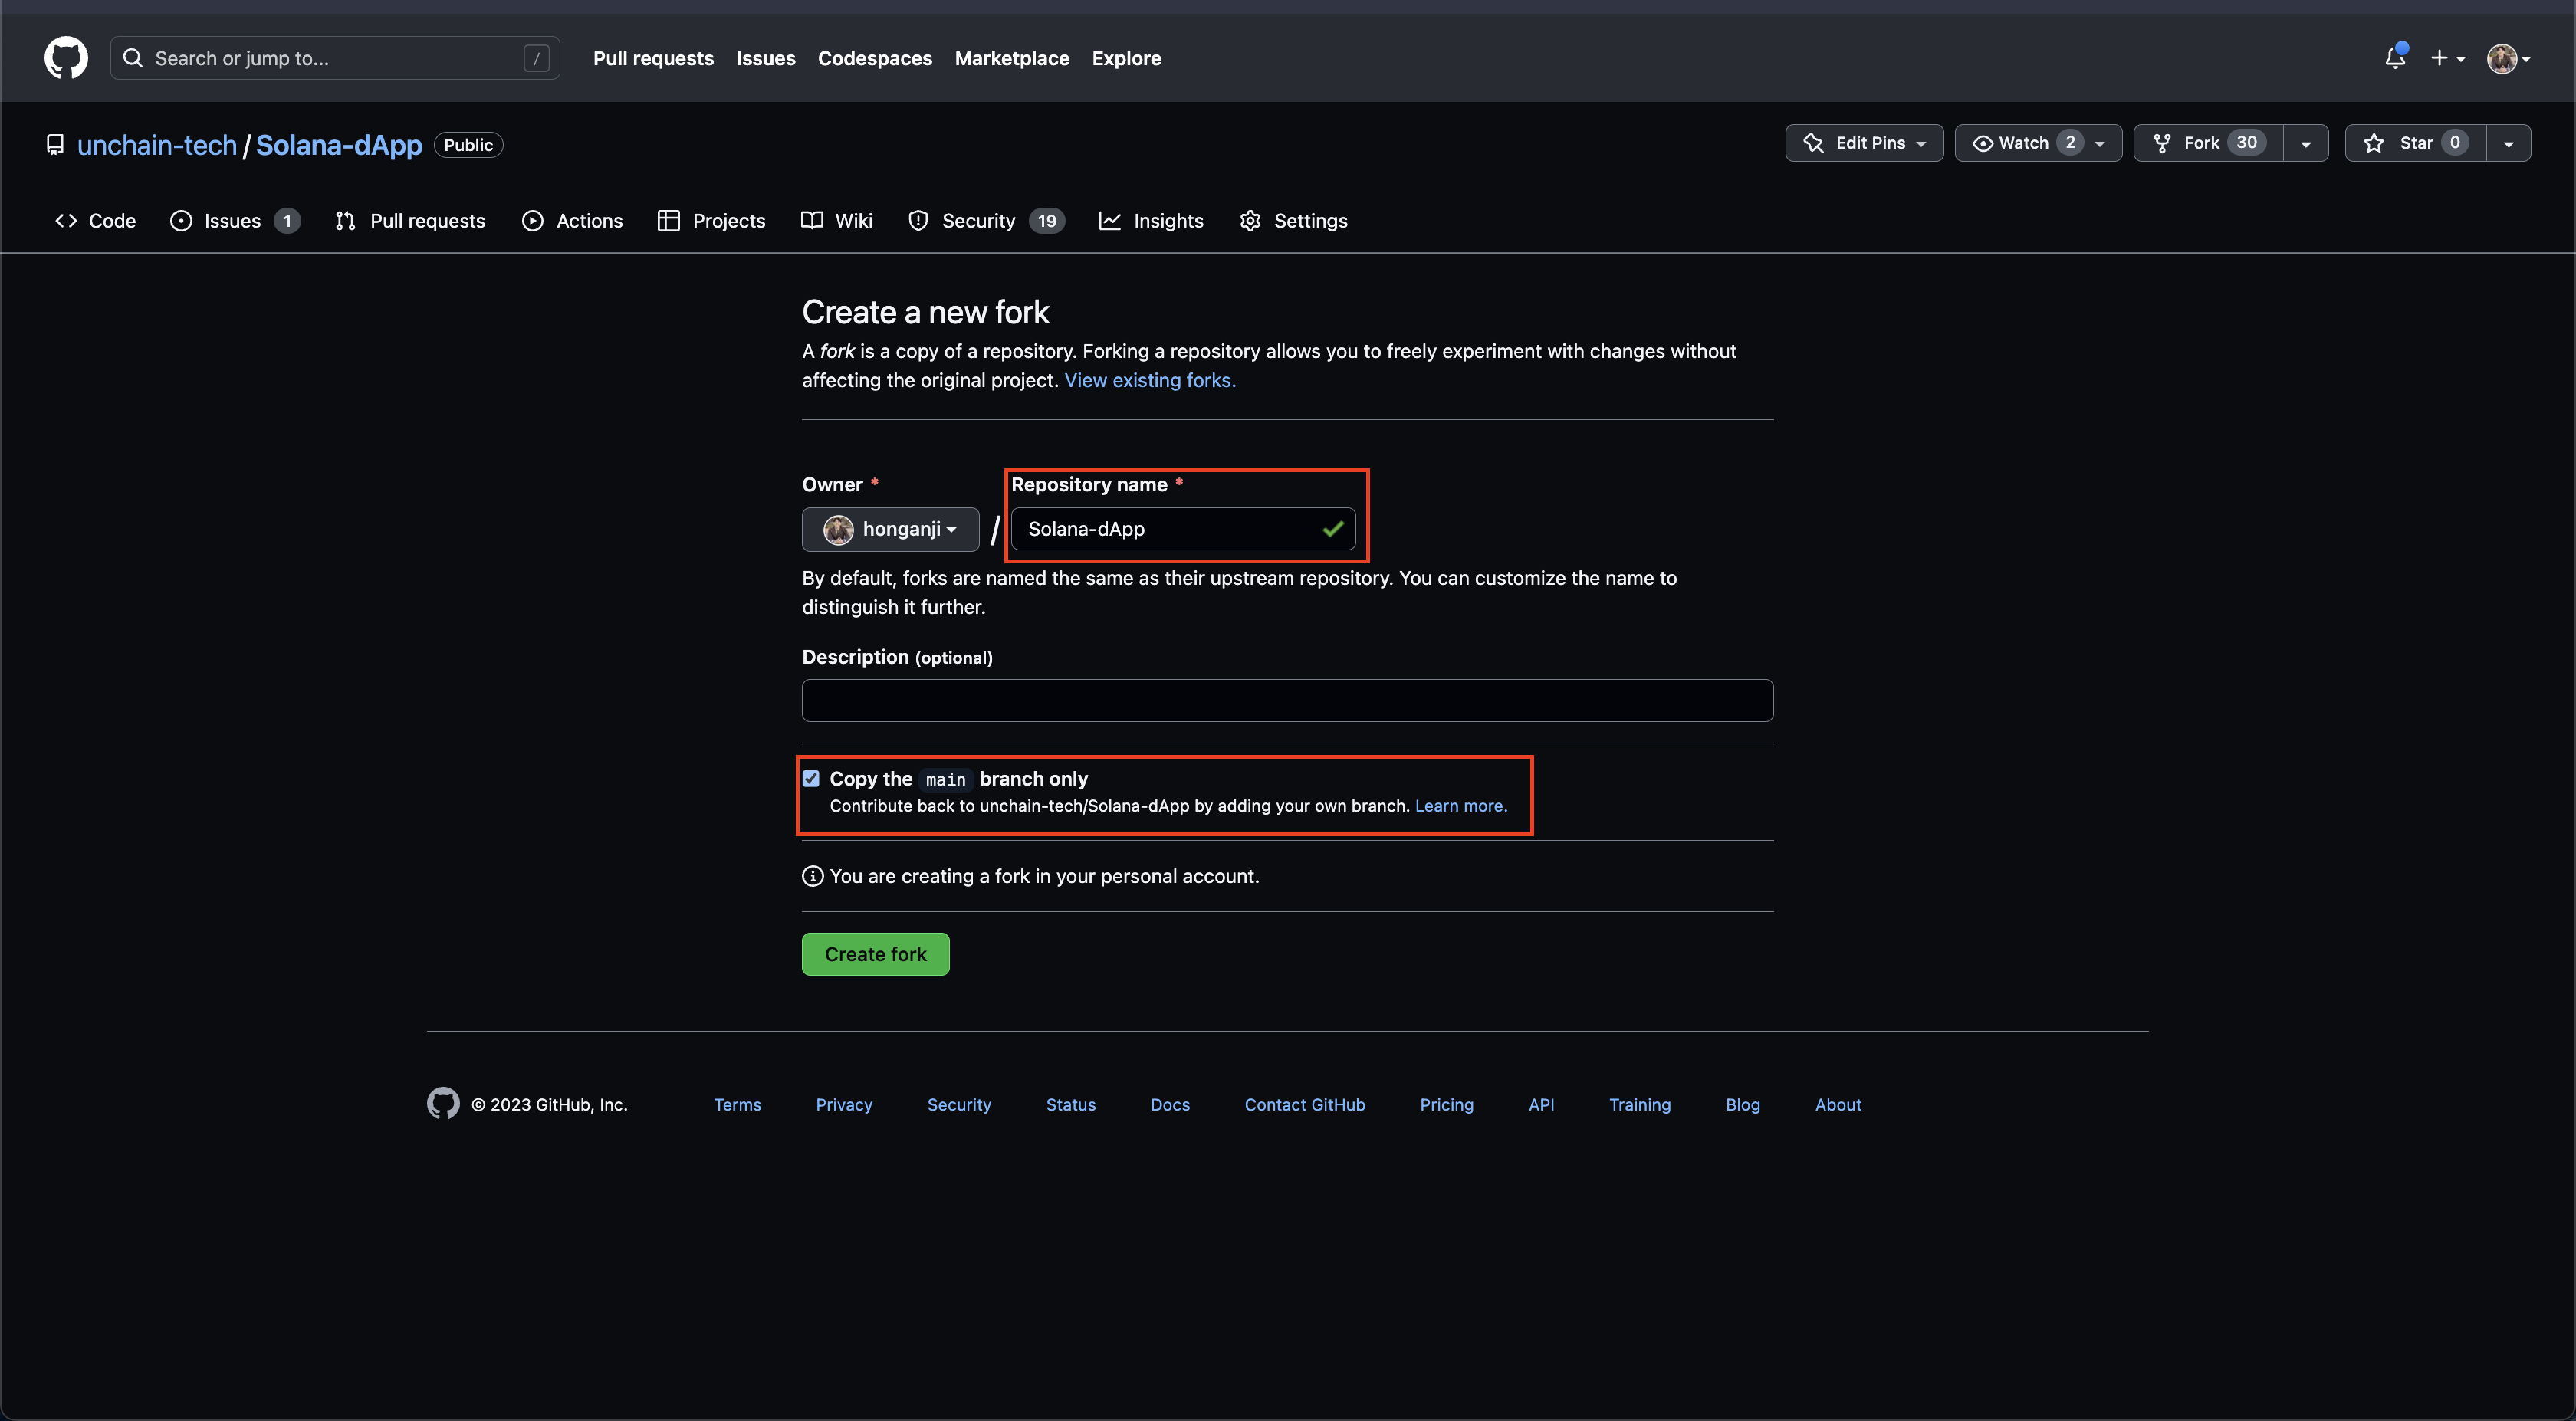 Search or jump to... / Pull requests Issues Codespaces Marketplace Explore
unchain-tech / Solana-dApp Public Edit Pins Watch 2 Fork 30 Star 0
Code Issues 1 Pull requests Actions Projects Wiki Security 19 Insights Settings
Create a new fork
A fork is a copy of a repository. Forking a repository allows you to freely experiment with changes without
affecting the original project. View existing forks.
Owner * Repository name *
honganji / Solana-dApp
By default, forks are named the same as their upstream repository. You can customize the name to
distinguish it further.
Description (optional)
Copy the main branch only
Contribute back to unchain-tech/Solana-dApp by adding your own branch. Learn more.
You are creating a fork in your personal account.
Create fork
© 2023 GitHub, Inc. Terms Privacy Security Status Docs Contact GitHub Pricing API Training Blog About